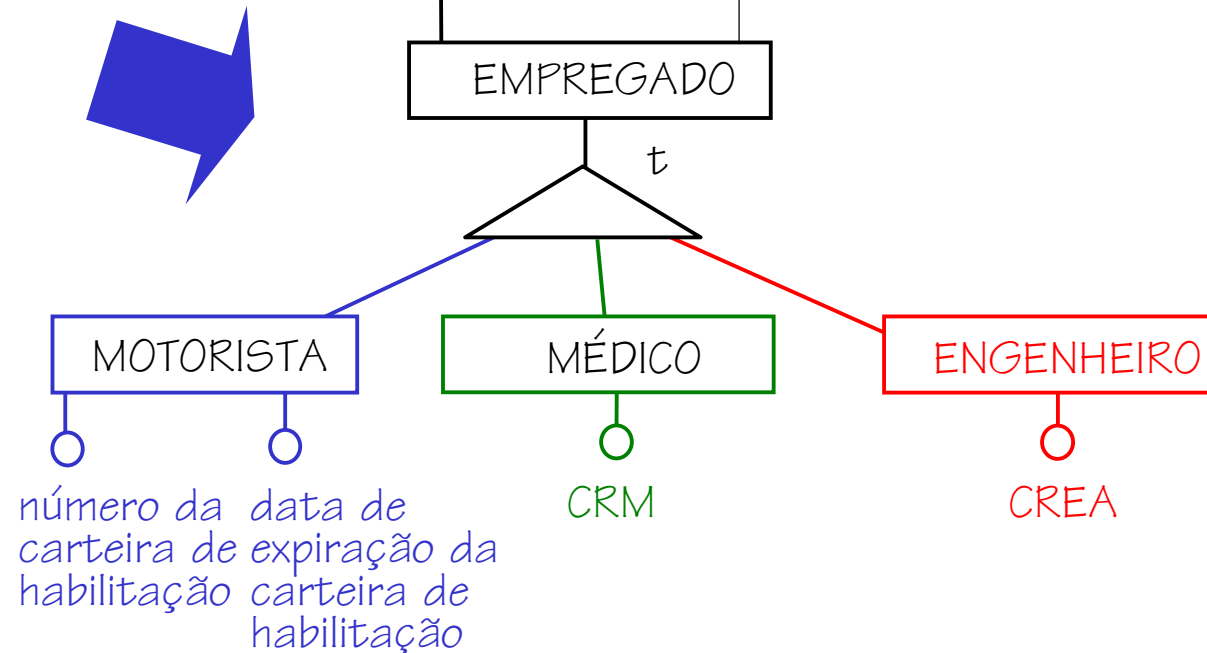 EMPREGADO
t
MOTORISTA
MÉDICO
ENGENHEIRO
número da
carteira de
habilitação
data de
expiração da
carteira de
habilitação
CRM
CREA